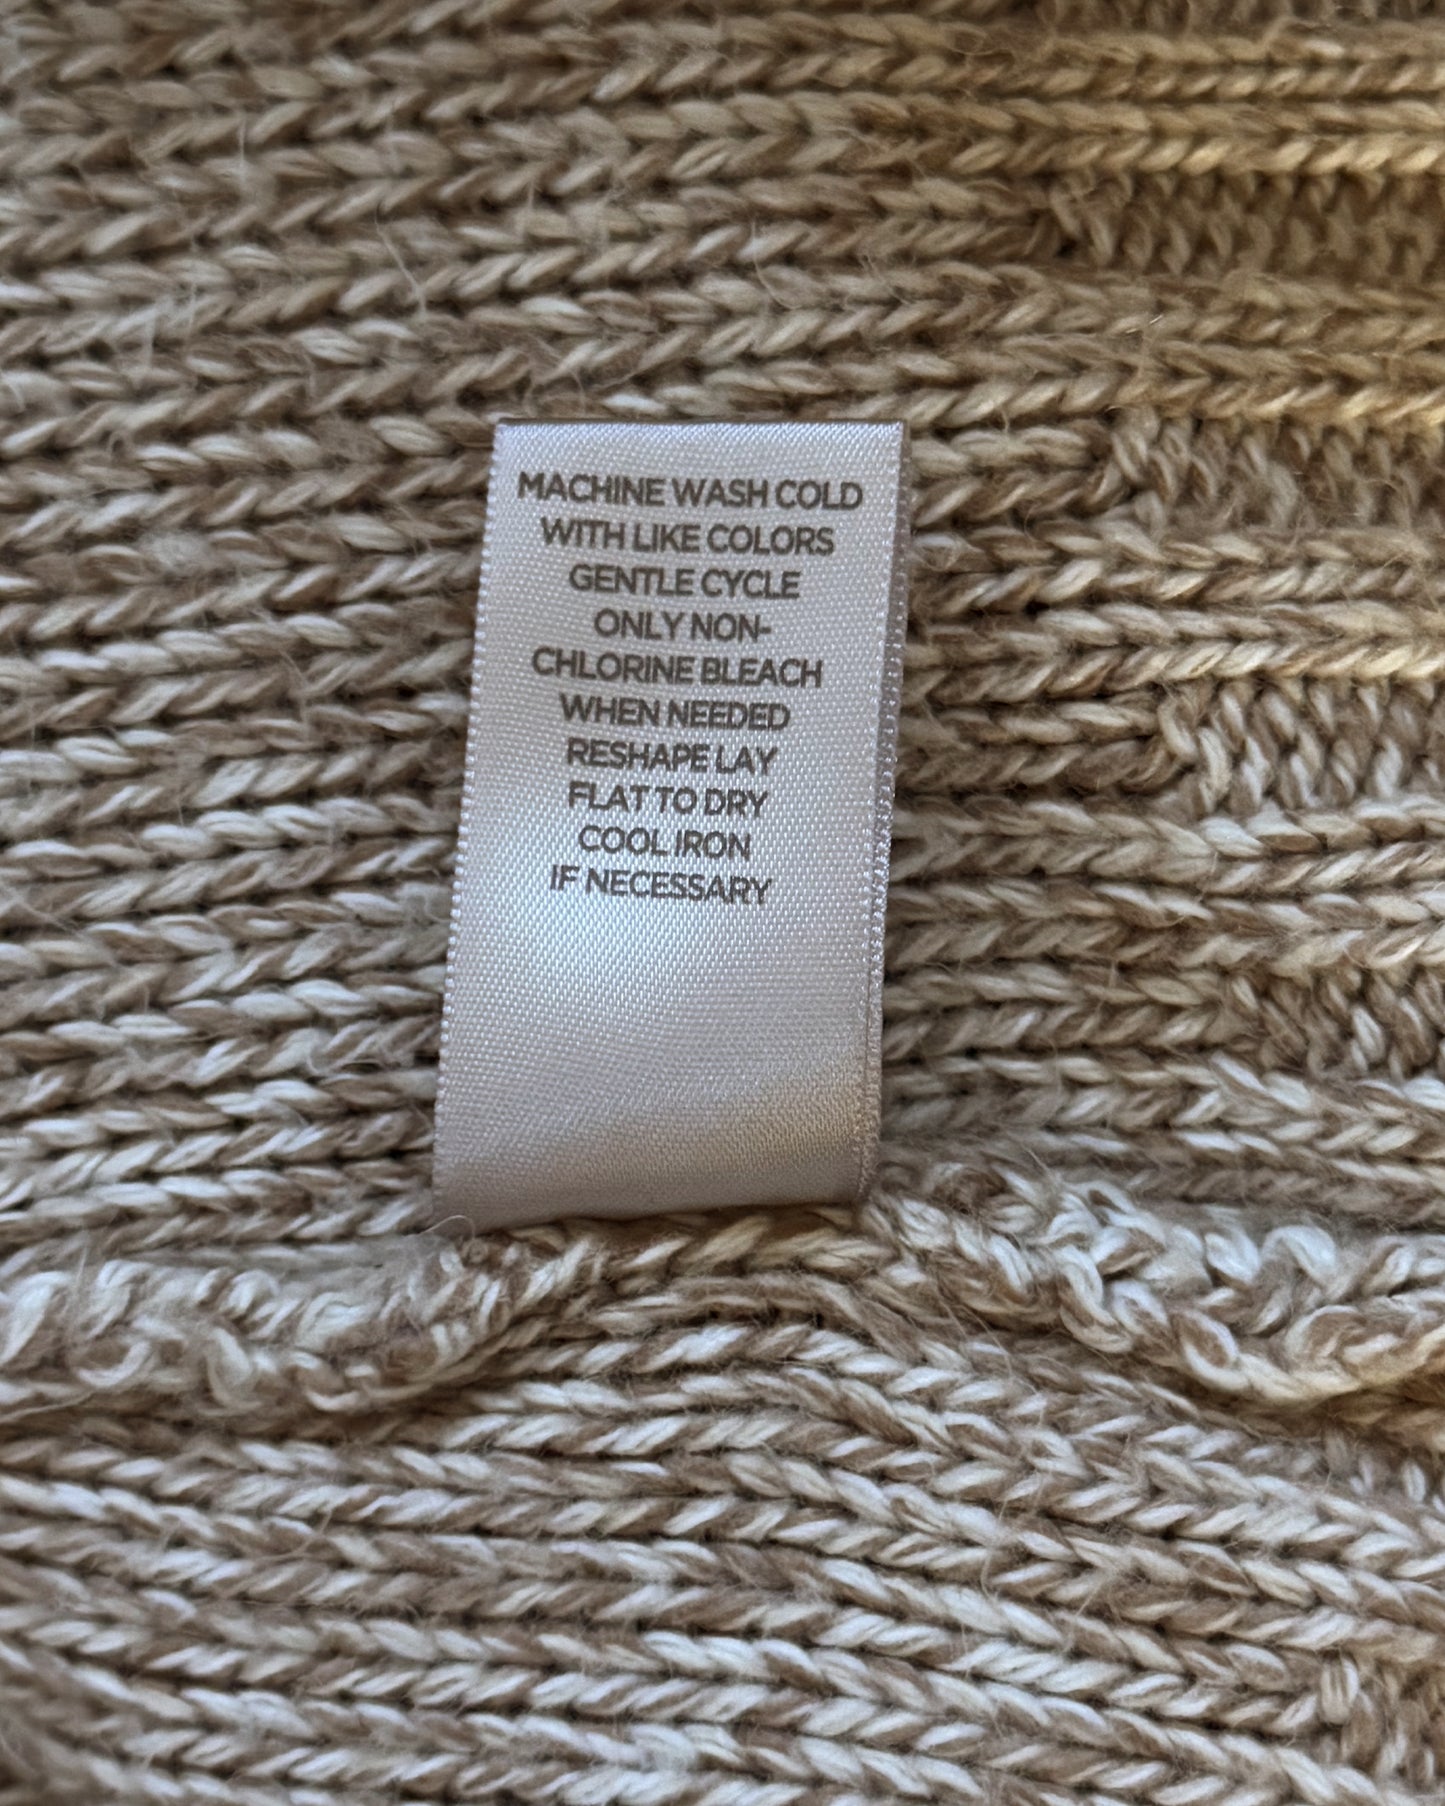 MACHINE WASH COLD
WITH LIKE COLORS
GENTLE CYCLE
ONLY NON-
CHLORINE BLEACH
WHEN NEEDED
RESHAPE LAY
FLAT TO DRY
COOL IRON
IF NECESSARY